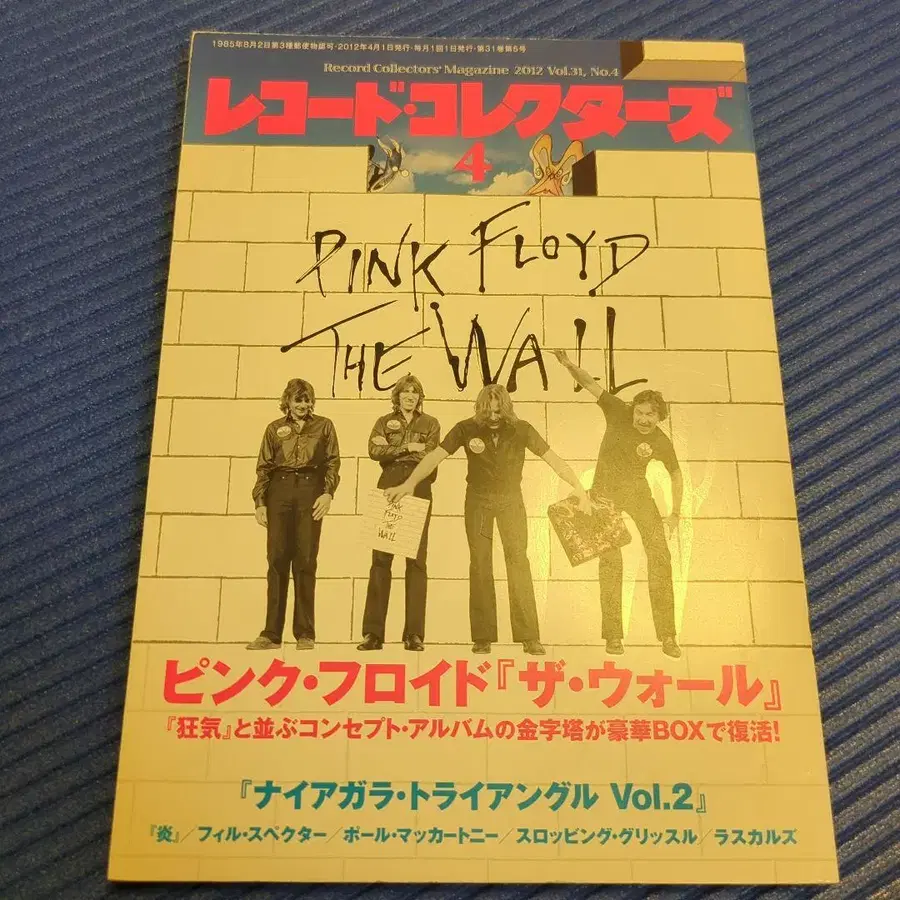 1985年8月2日第3種郵便物認可・2012年4月1日発行・毎月1回1日発行・第31巻第5号
Record Collectors' Magazine 2012 Vol.31, No.4
レコード・コレクターズ
4
PINK FLOYD
THE WALL
PINK
FLOYD
THE
WALL
ピンク・フロイド『ザ・ウォール』
『狂気』と並ぶコンセプト・アルバムの金字塔が豪華BOXで復活!
『ナイアガラ・トライアングル Vol.2』
『炎』/フィル・スペクター/ポール・マッカートニー/スロッビング・グリッスル/ラスカルズ